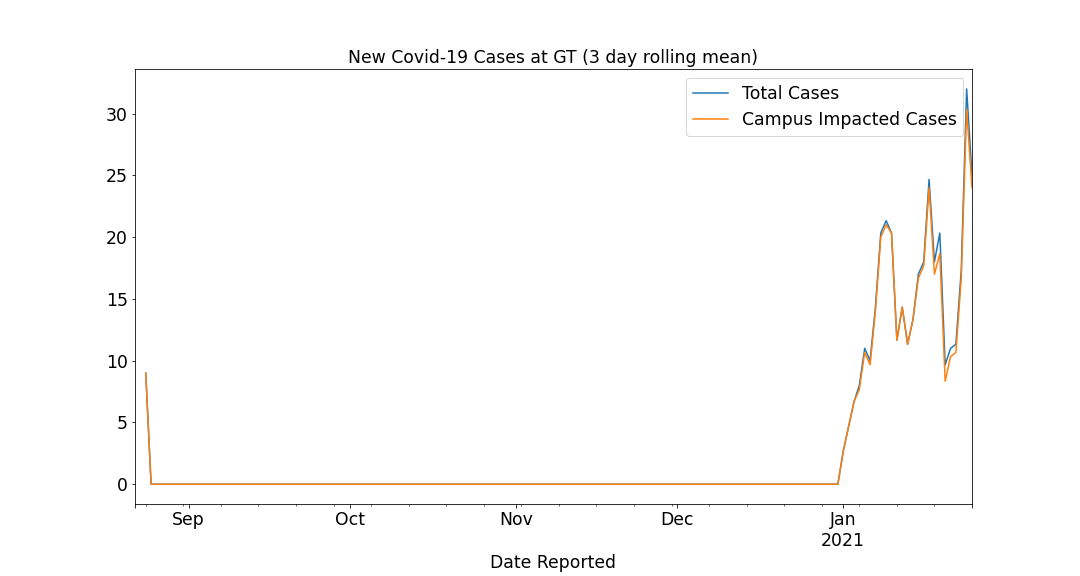 New Covid-19 Cases at GT (3 day rolling mean)
Total Cases
Campus Impacted Cases
30
25
20
15
10
5
0
Sep Oct Nov Dec Jan
2021
Date Reported